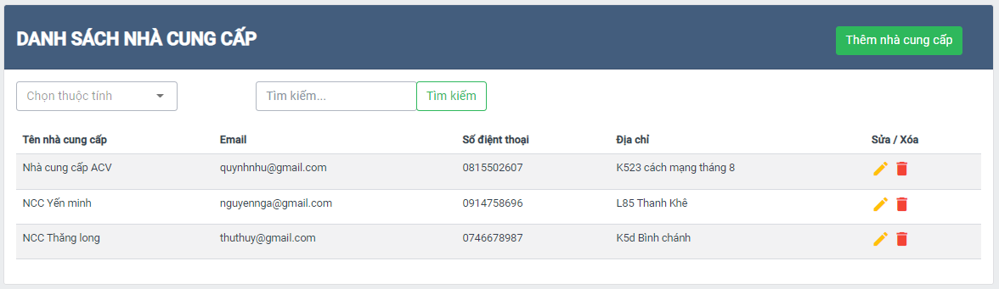 DANH SÁCH NHÀ CUNG CẤP
Thêm nhà cung cấp
Chọn thuộc tính
Tìm kiếm...
Tìm kiếm
Tên nhà cung cấp Email Số điệnt thoại Địa chỉ Sửa / Xóa
Nhà cung cấp ACV quynhnhu@gmail.com 0815502607 K523 cách mạng tháng 8
NCC Yến minh nguyennga@gmail.com 0914758696 L85 Thanh Khê
NCC Thăng long thuthuy@gmail.com 0746678987 K5d Bình chánh